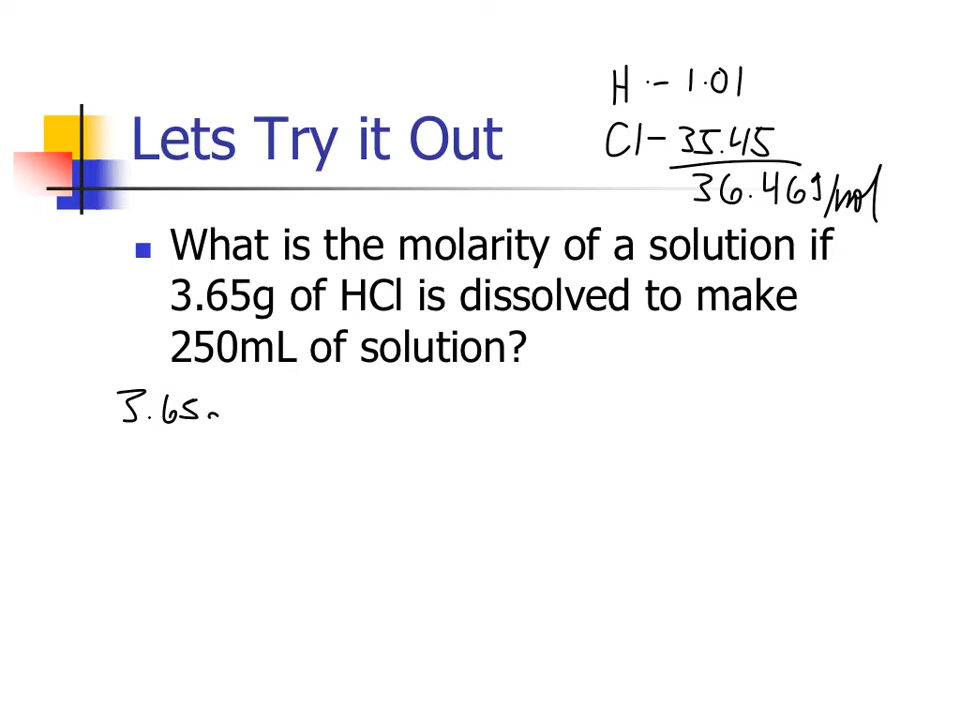 H - 1.01
Cl - 35.45
36.46g/mol
Lets Try it Out
What is the molarity of a solution if
3.65g of HCl is dissolved to make
250mL of solution?
3.65